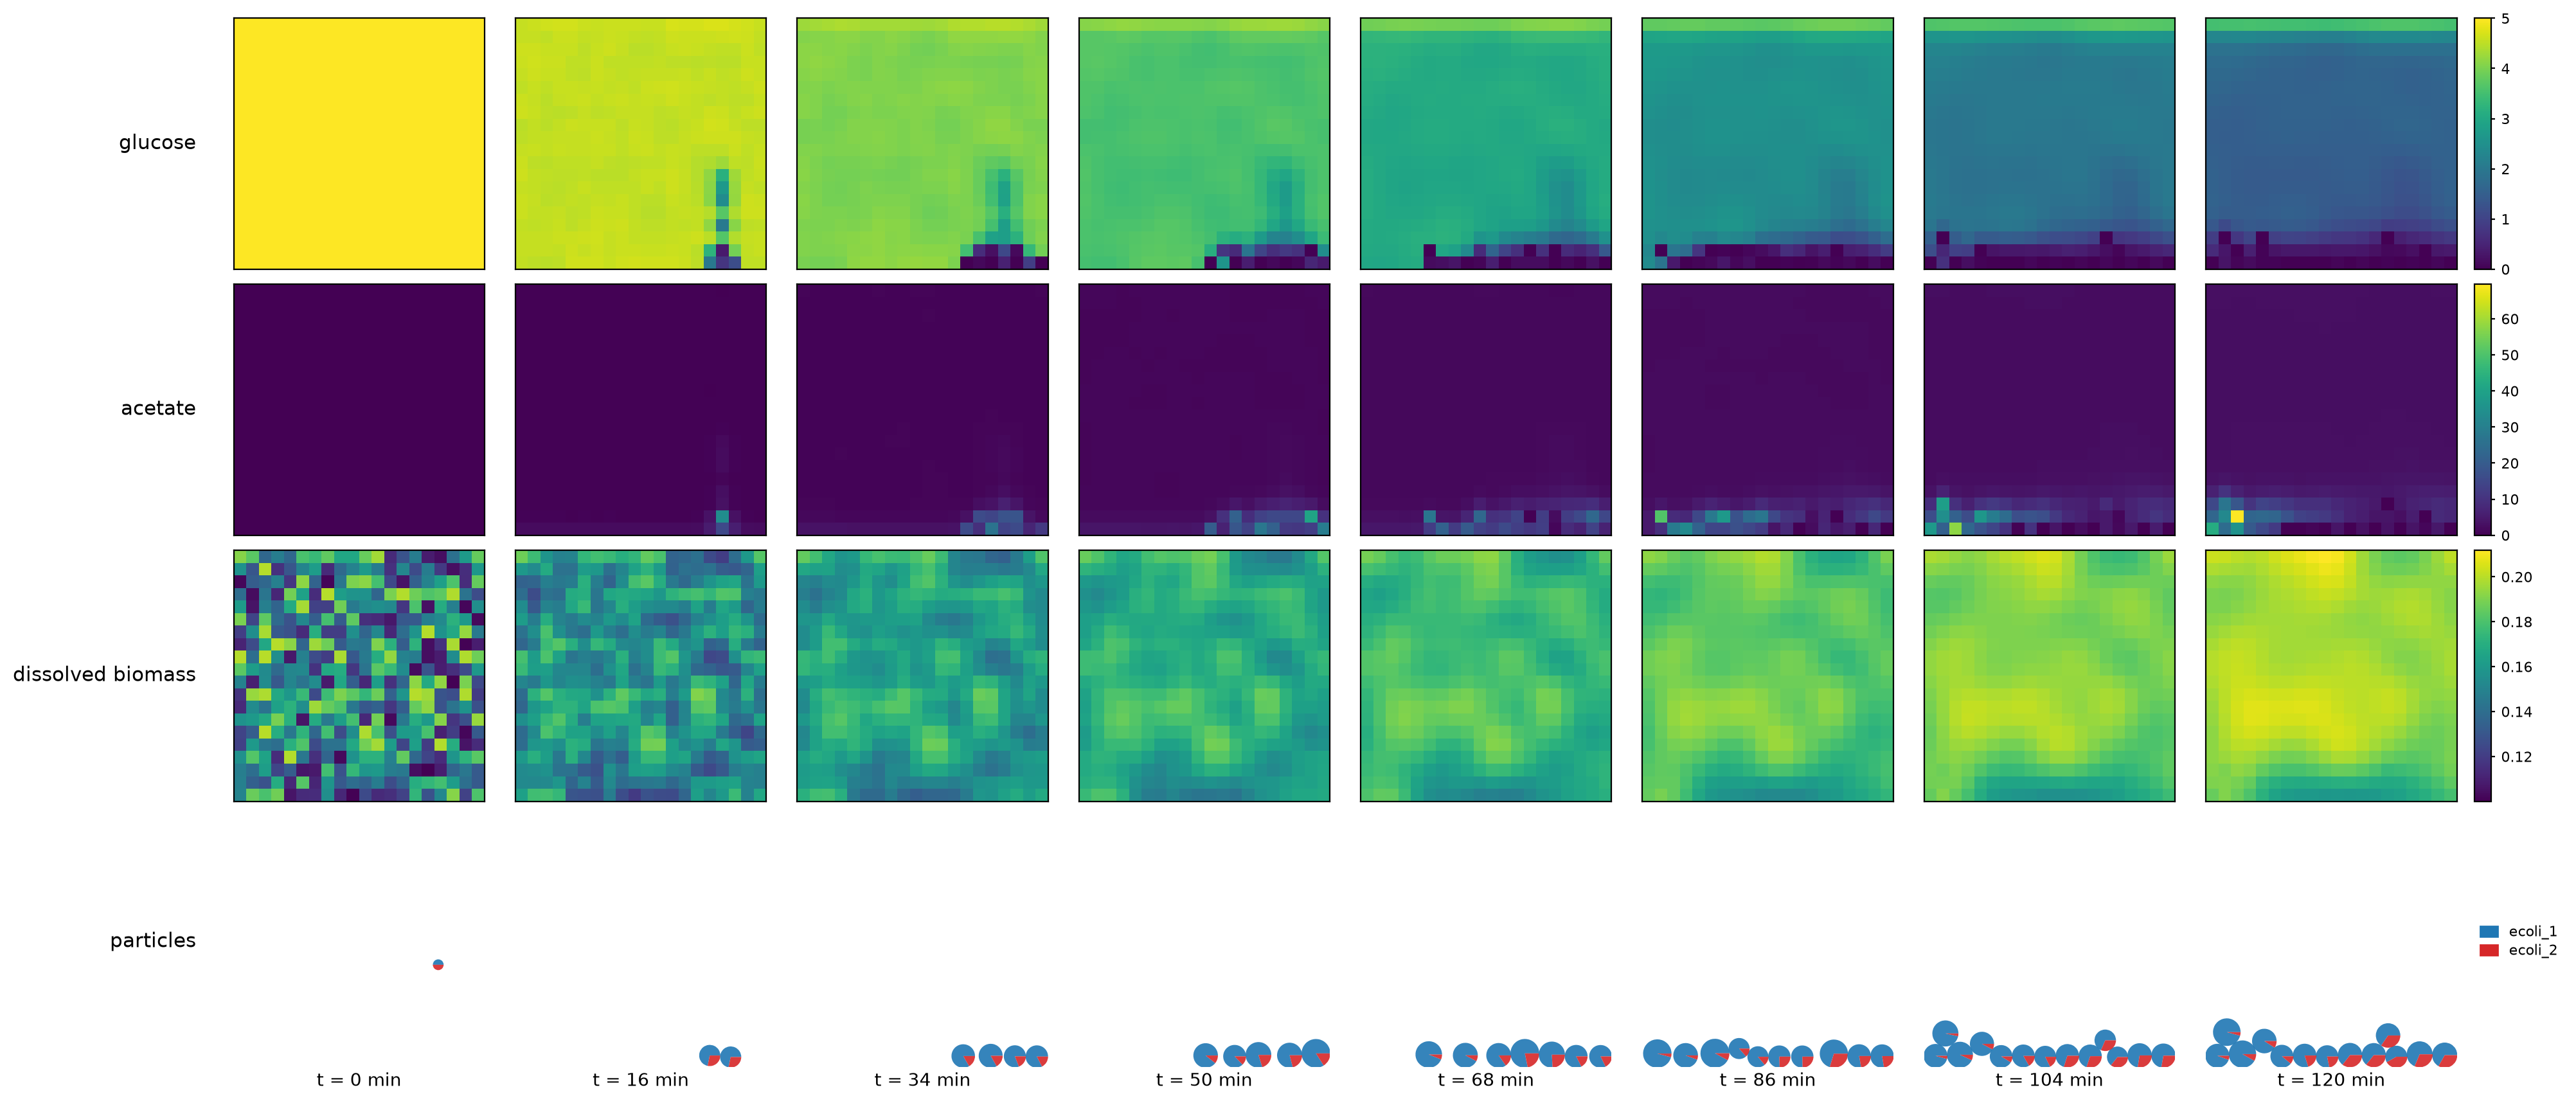 glucose
5
4
3
2
1
0
acetate
60
50
40
30
20
10
0
dissolved biomass
0.20
0.18
0.16
0.14
0.12
particles
ecoli_1
ecoli_2
t = 0 min
t = 16 min
t = 34 min
t = 50 min
t = 68 min
t = 86 min
t = 104 min
t = 120 min